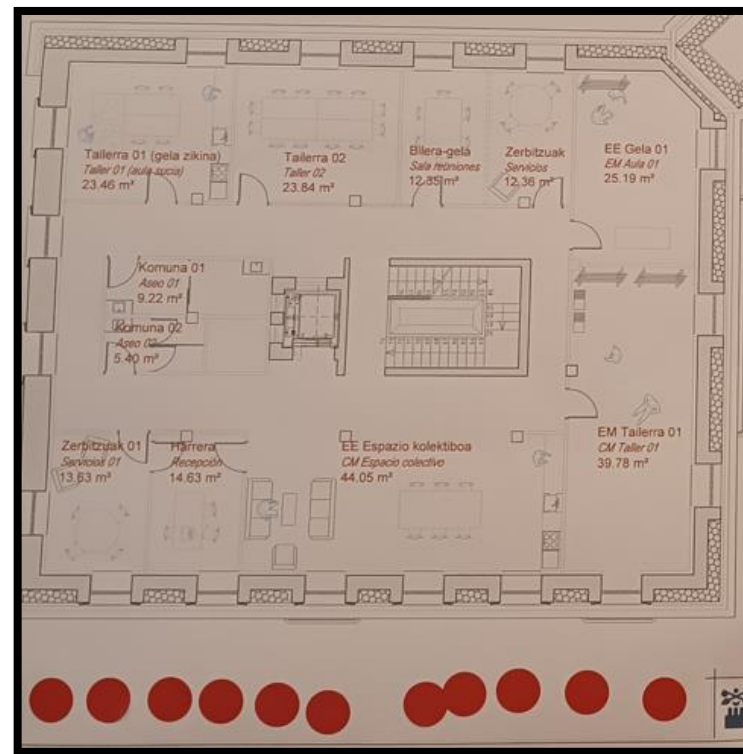 Tailerra 01 (gela zikina)
Taller 01 (aula sucia)
23.46 m²
Tailerra 02
Taller 02
23.84 m²
Bilera-gela
Sala reuniones
12.35 m²
Zerbitzuak
Servicios
12.36 m²
EE Gela 01
EM Aula 01
25.19 m²
Komuna 01
Aseo 01
9.22 m²
Komuna 02
Aseo 02
5.40 m²
Zerbitzuak 01
Servicios 01
13.63 m²
Harrera
Recepción
14.63 m²
EE Espazio kolektiboa
CM Espacio colectivo
44.05 m²
EM Tailerra 01
CM Taller 01
39.78 m²